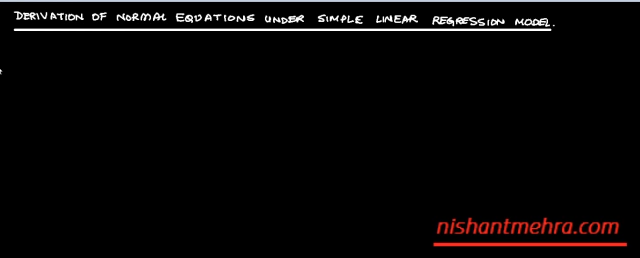 DERIVATION OF NORMAL EQUATIONS UNDER SIMPLE LINEAR REGRESSION MODEL.
nishantmehra.com